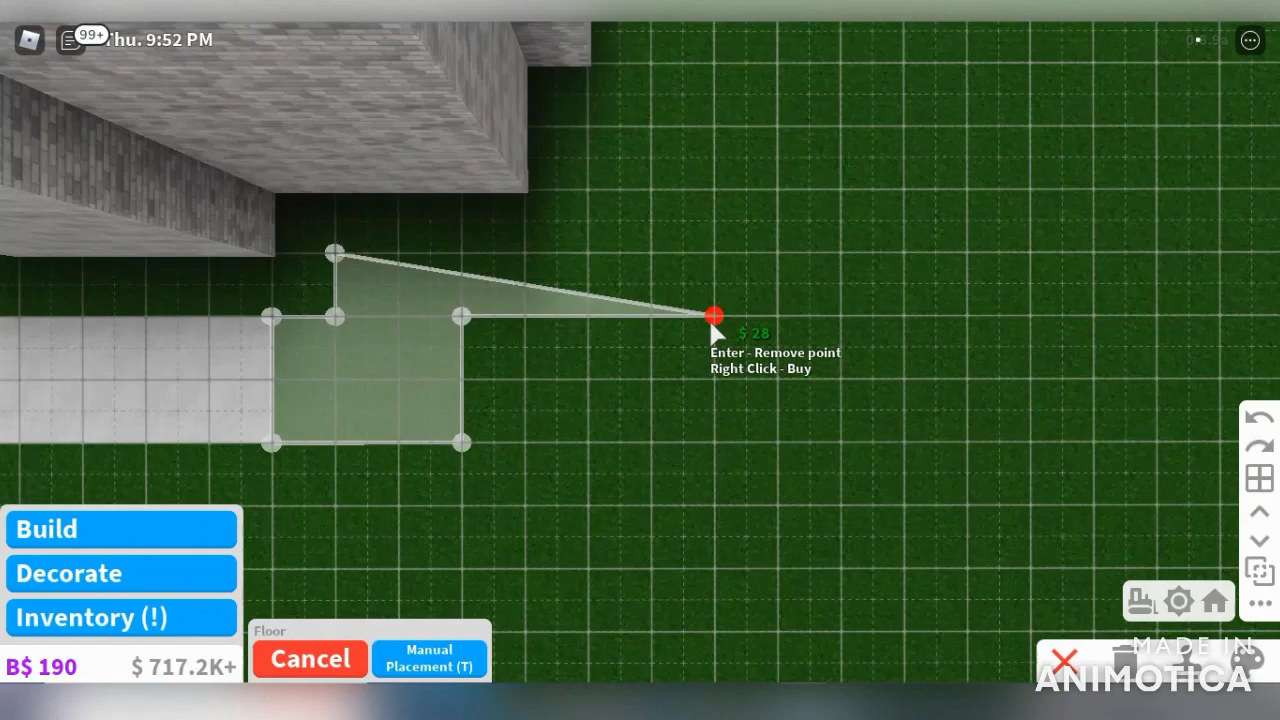 99+
Thu. 9:52 PM
$ 28
Enter - Remove point
Right Click - Buy
Build
Decorate
Inventory (!)
B$ 190
$ 717.2K+
Floor
Cancel
Manual
Placement (T)
MADE IN
ANIMOTICA